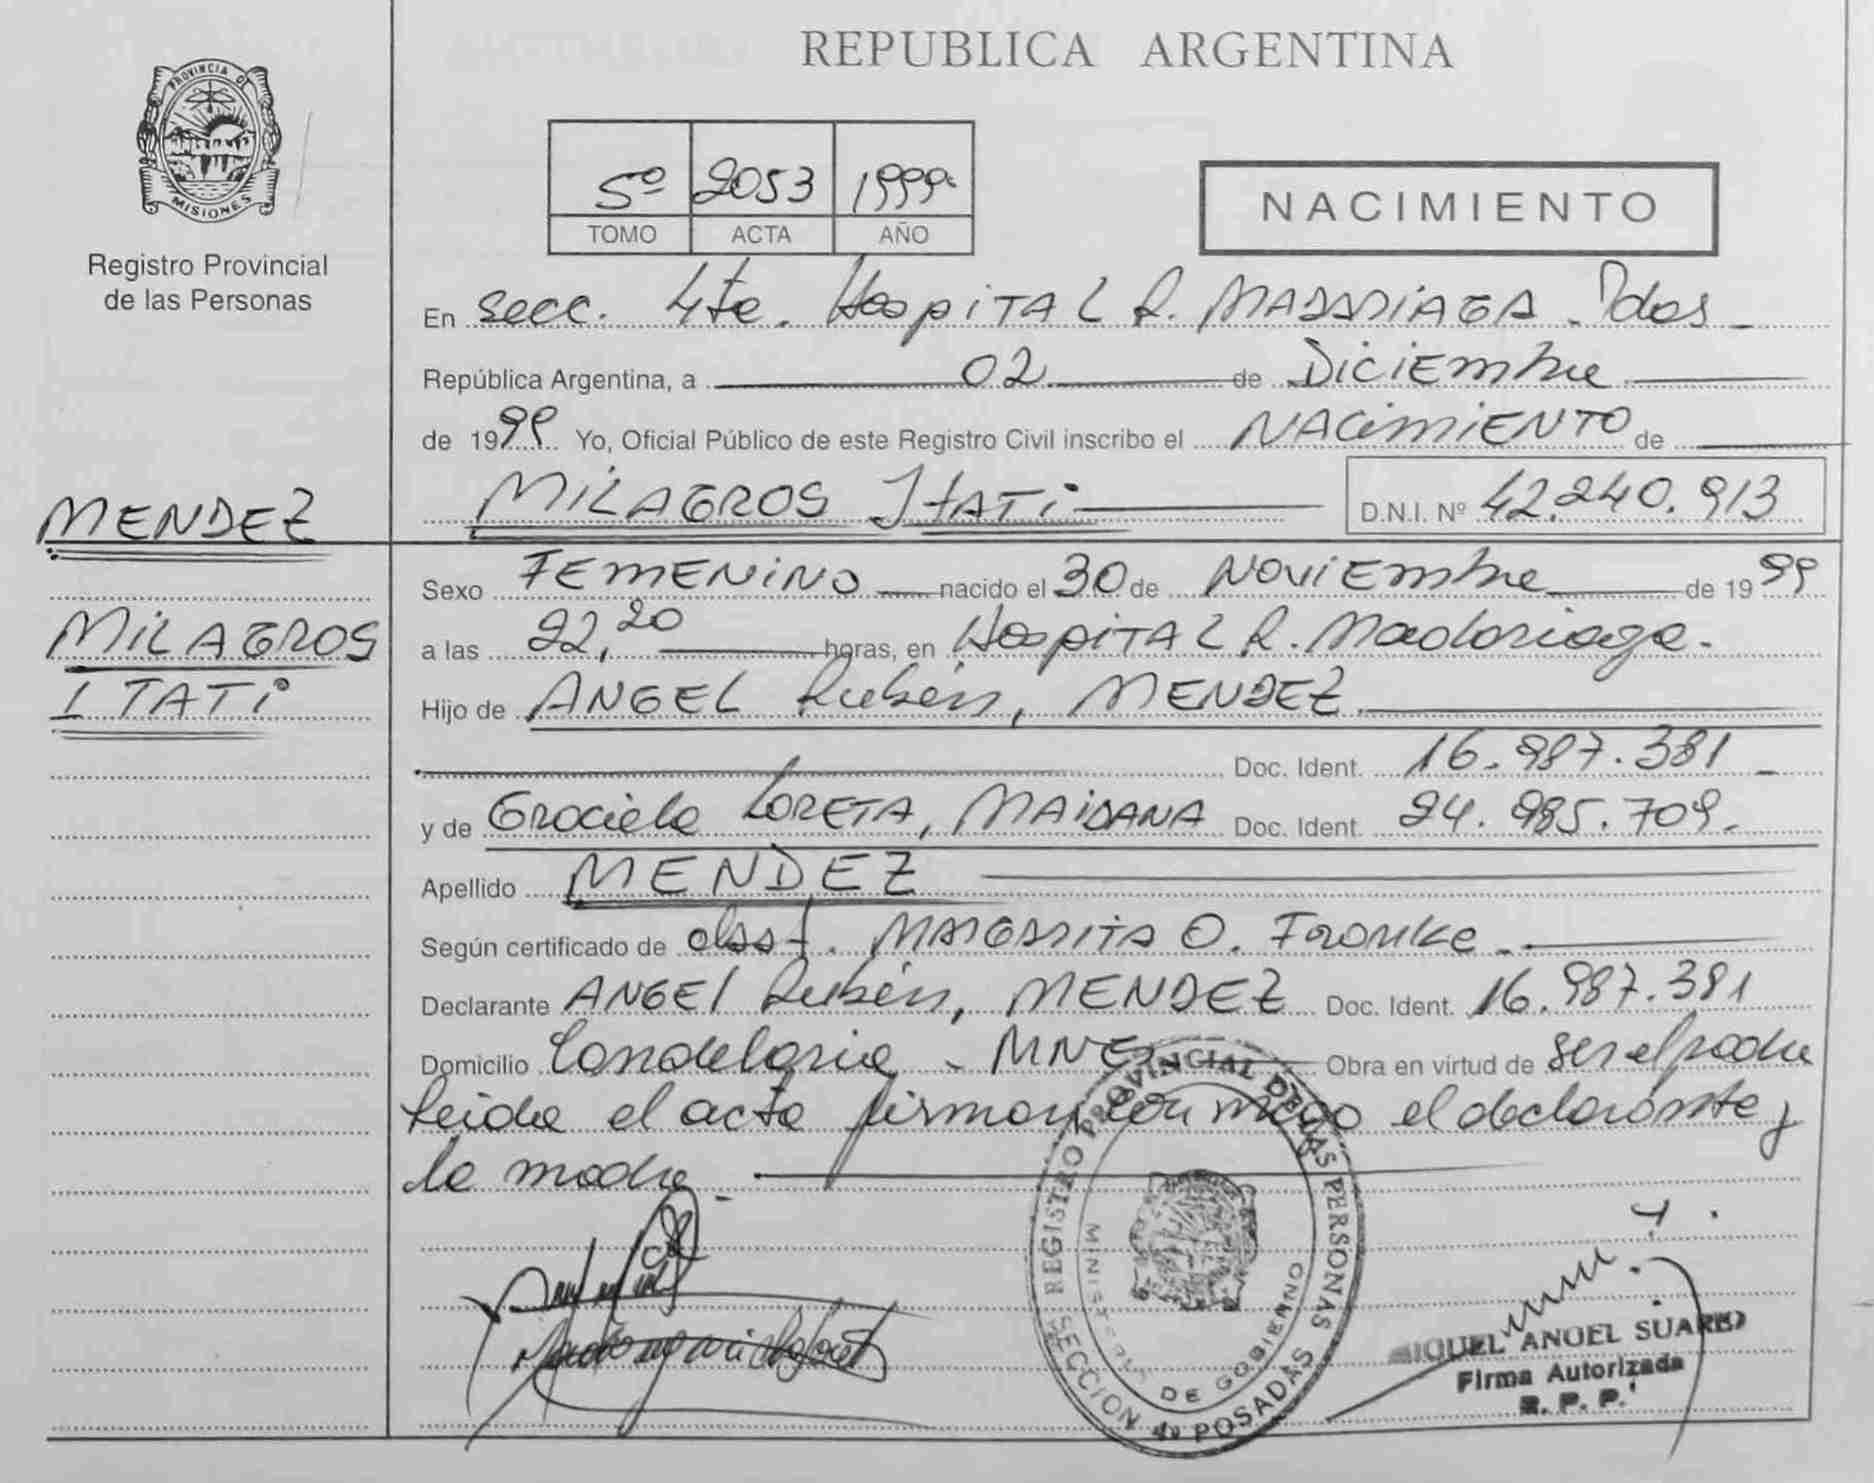 REPUBLICA ARGENTINA
PROVINCIA D
MISIONES
Registro Provincial
de las Personas
5º 2053 1999
TOMO ACTA AÑO
NACIMIENTO
En Secc. 4ta. Hospital R. MADARIAGA - Pdas -
República Argentina, a 02 de Diciembre
de 1999 Yo, Oficial Público de este Registro Civil inscribo el NACIMIENTO de
MILAGROS ITATI D.N.I. Nº 42.240.913
MENDEZ
MILAGROS
ITATI
Sexo FEMENINO nacido el 30 de Noviembre de 1999
a las 22,20 horas, en Hospital R. Madariaga.
Hijo de ANGEL Rubén, MENDEZ
Doc. Ident. 16.987.381
y de Graciela LORETA, MAIDANA Doc. Ident. 24.985.709.
Apellido MENDEZ
Según certificado de obst. MARGARITA O. Fronke.
Declarante ANGEL Rubén, MENDEZ Doc. Ident. 16.987.381
Domicilio Candelaria - MNES Obra en virtud de ser el padre
leida el acta firman con migo el declarante y
la madre.
REGISTRO PROVINCIAL DE LAS PERSONAS
SECCION 4a POSADAS
MINISTERIO DE GOBIERNO
MIGUEL ANGEL SUAREZ
Firma Autorizada
R. P. P.